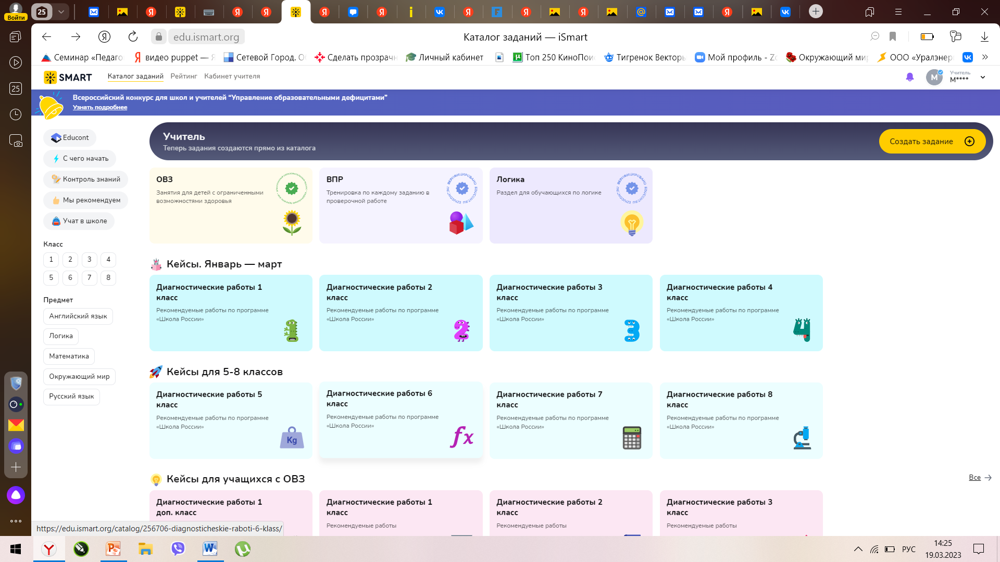 Войти
25
edu.ismart.org
Каталог заданий — iSmart
Семинар «Педаго
видео puppet —
Сетевой Город. О
Сделать прозрачн
Личный кабинет
Топ 250 КиноПои
Тигренок Векторы
Мой профиль - Zo
Окружающий мир
ООО «Уралэнер
SMART
Каталог заданий
Рейтинг
Кабинет учителя
M
Учитель
М****
Всероссийский конкурс для школ и учителей “Управление образовательными дефицитами”
Узнать подробнее
25
Educont
С чего начать
Контроль знаний
Мы рекомендуем
Учат в школе
Класс
1 2 3 4
5 6 7 8
Предмет
Английский язык
Логика
Математика
Окружающий мир
Русский язык
Учитель
Теперь задания создаются прямо из каталога
Создать задание
ОВЗ
Занятия для детей с ограниченными
возможностями здоровья
ВПР
Тренировка по каждому заданию в
проверочной работе
ВЕРИФИЦИРОВАНО EDUCONT.RU
Логика
Раздел для обучающихся по логике
ВЕРИФИЦИРОВАНО EDUCONT.RU
Кейсы. Январь — март
Диагностические работы 1
класс
Рекомендуемые работы по программе
«Школа России»
Диагностические работы 2
класс
Рекомендуемые работы по программе
«Школа России»
Диагностические работы 3
класс
Рекомендуемые работы по программе
«Школа России»
Диагностические работы 4
класс
Рекомендуемые работы по программе
«Школа России»
Кейсы для 5-8 классов
Диагностические работы 5
класс
Рекомендуемые работы по программе
«Школа России»
Kg
Диагностические работы 6
класс
Рекомендуемые работы по программе
«Школа России»
fx
Диагностические работы 7
класс
Рекомендуемые работы по программе
«Школа России»
Диагностические работы 8
класс
Рекомендуемые работы по программе
«Школа России»
Кейсы для учащихся с ОВЗ
Все
Диагностические работы 1
доп. класс
Диагностические работы 1
класс
Рекомендуемые работы
Диагностические работы 2
класс
Рекомендуемые работы
Диагностические работы 3
класс
Рекомендуемые работы
https://edu.ismart.org/catalog/256706-diagnosticheskie-raboti-6-klass/
РУС
14:25
19.03.2023